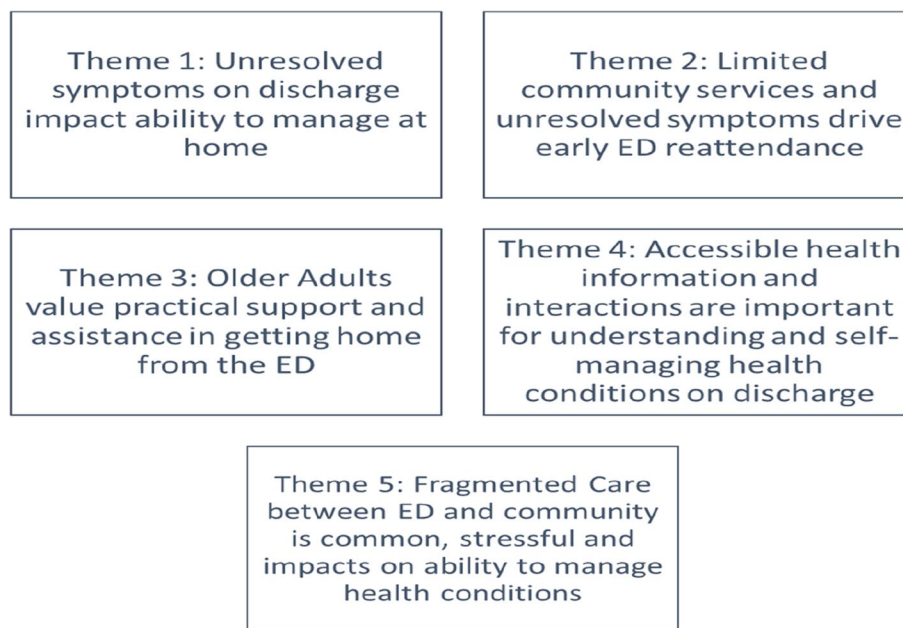 Theme 1: Unresolved
symptoms on discharge
impact ability to manage at
home
Theme 2: Limited
community services and
unresolved symptoms drive
early ED reattendance
Theme 3: Older Adults
value practical support and
assistance in getting home
from the ED
Theme 4: Accessible health
information and
interactions are important
for understanding and self-
managing health
conditions on discharge
Theme 5: Fragmented Care
between ED and community
is common, stressful and
impacts on ability to manage
health conditions